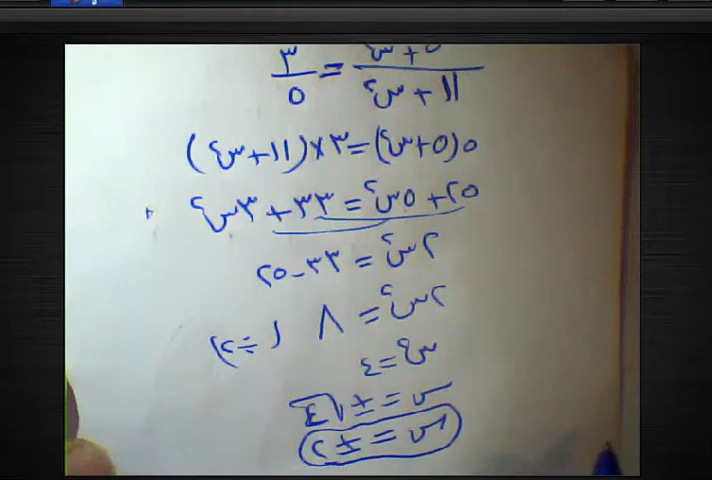 (٥ + س²) / (١١ + س²) = ٣ / ٥
٥(٥ + س²) = ٣ × (١١ + س²)
٢٥ + ٥س² = ٣٣ + ٣س²
٢س² = ٣٣ - ٢٥
٢س² = ٨ (÷٢)
س² = ٤
س = ± √٤
س = ± ٢